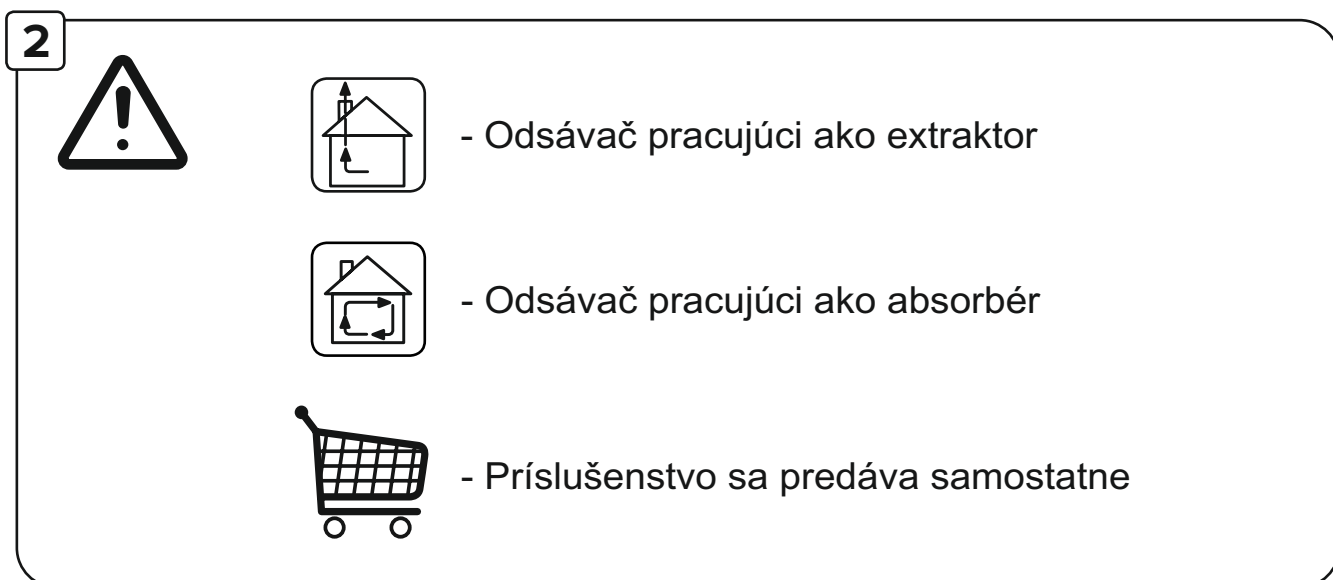 2
- Odsávač pracujúci ako extraktor
- Odsávač pracujúci ako absorbér
- Príslušenstvo sa predáva samostatne